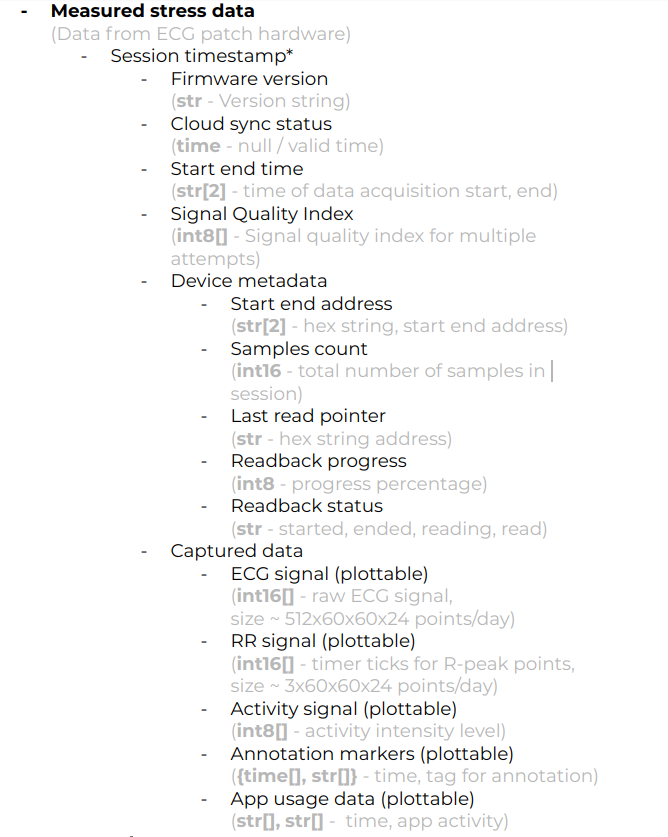 - Measured stress data
(Data from ECG patch hardware)
- Session timestamp*
- Firmware version
(str - Version string)
- Cloud sync status
(time - null / valid time)
- Start end time
(str[2] - time of data acquisition start, end)
- Signal Quality Index
(int8[] - Signal quality index for multiple
attempts)
- Device metadata
- Start end address
(str[2] - hex string, start end address)
- Samples count
(int16 - total number of samples in
session)
- Last read pointer
(str - hex string address)
- Readback progress
(int8 - progress percentage)
- Readback status
(str - started, ended, reading, read)
- Captured data
- ECG signal (plottable)
(int16[] - raw ECG signal,
size ~ 512x60x60x24 points/day)
- RR signal (plottable)
(int16[] - timer ticks for R-peak points,
size ~ 3x60x60x24 points/day)
- Activity signal (plottable)
(int8[] - activity intensity level)
- Annotation markers (plottable)
({time[], str[]} - time, tag for annotation)
- App usage data (plottable)
(str[], str[] - time, app activity)